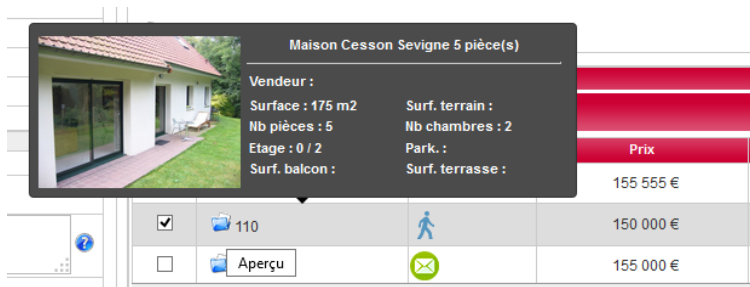 Maison Cesson Sevigne 5 pièce(s)
Vendeur :
Surface : 175 m2 Surf. terrain :
Nb pièces : 5 Nb chambres : 2
Etage : 0 / 2 Park. :
Surf. balcon : Surf. terrasse :
Prix
155 555 €
110 150 000 €
Aperçu 155 000 €